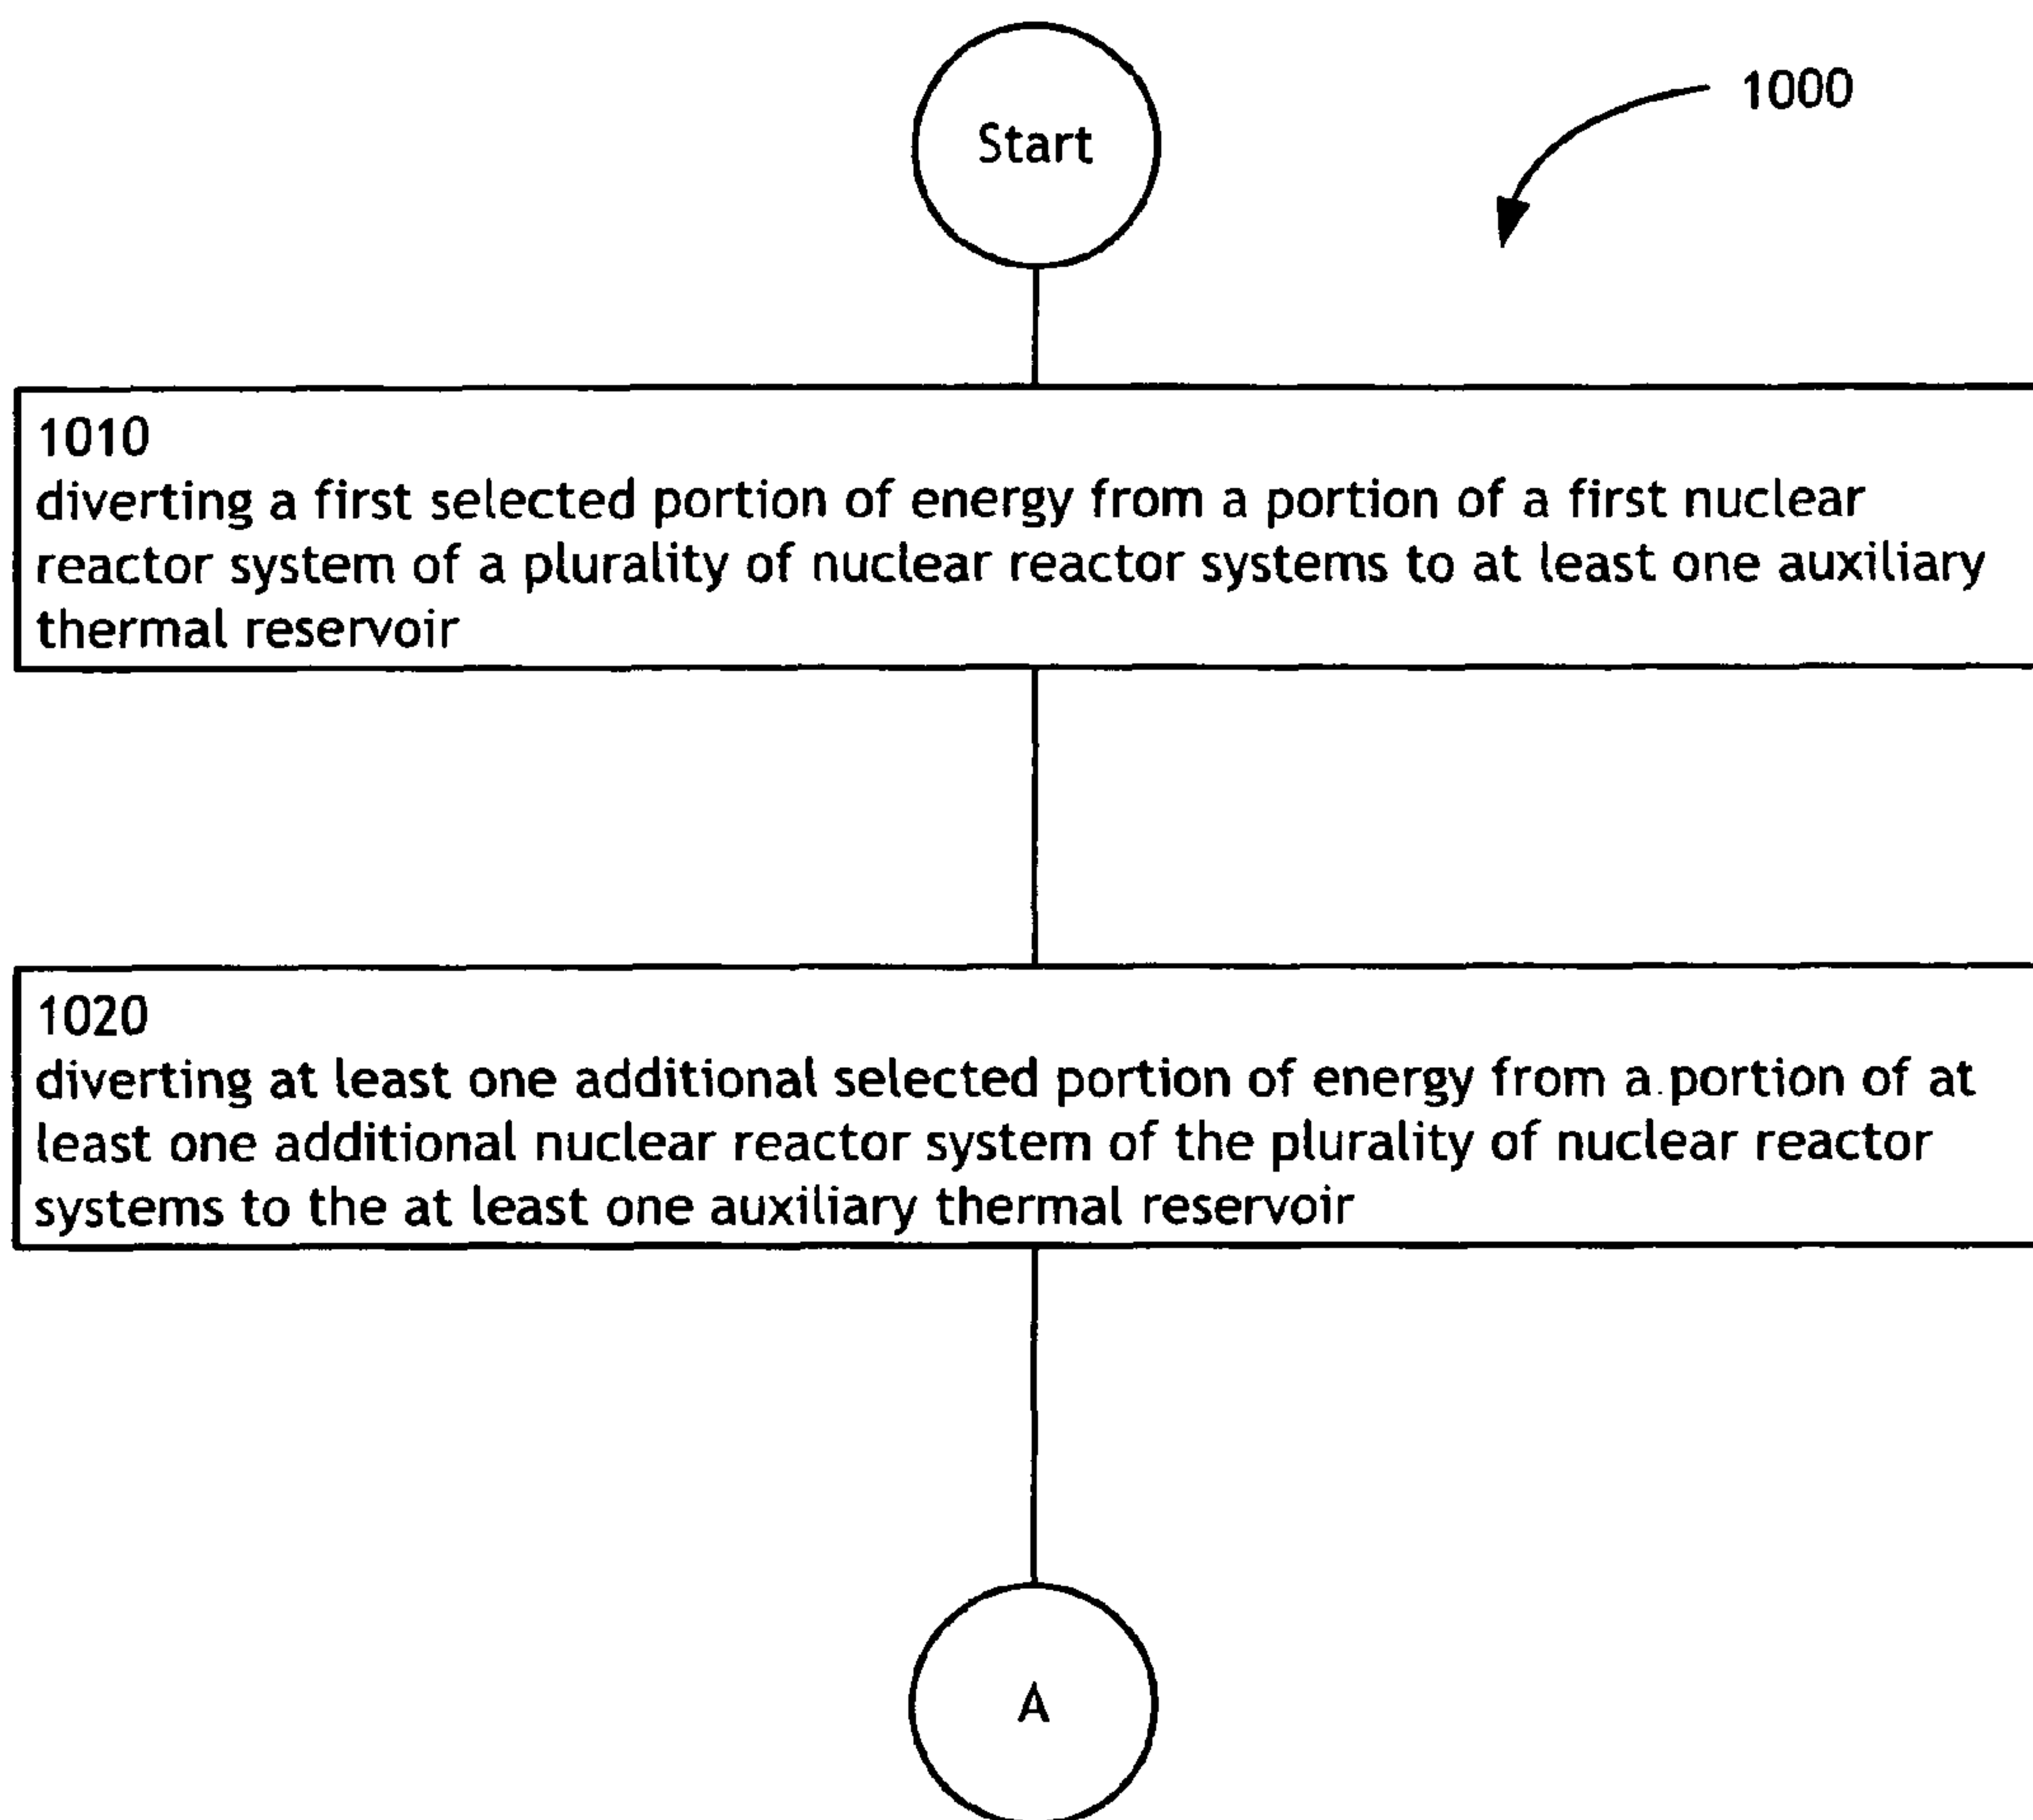 Start
1000
1010
diverting a first selected portion of energy from a portion of a first nuclear
reactor system of a plurality of nuclear reactor systems to at least one auxiliary
thermal reservoir
1020
diverting at least one additional selected portion of energy from a portion of at
least one additional nuclear reactor system of the plurality of nuclear reactor
systems to the at least one auxiliary thermal reservoir
A